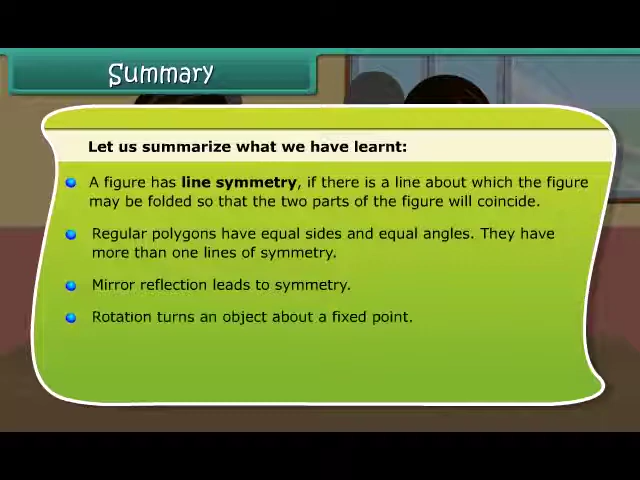 Summary
Let us summarize what we have learnt:
A figure has line symmetry, if there is a line about which the figure
may be folded so that the two parts of the figure will coincide.
Regular polygons have equal sides and equal angles. They have
more than one lines of symmetry.
Mirror reflection leads to symmetry.
Rotation turns an object about a fixed point.